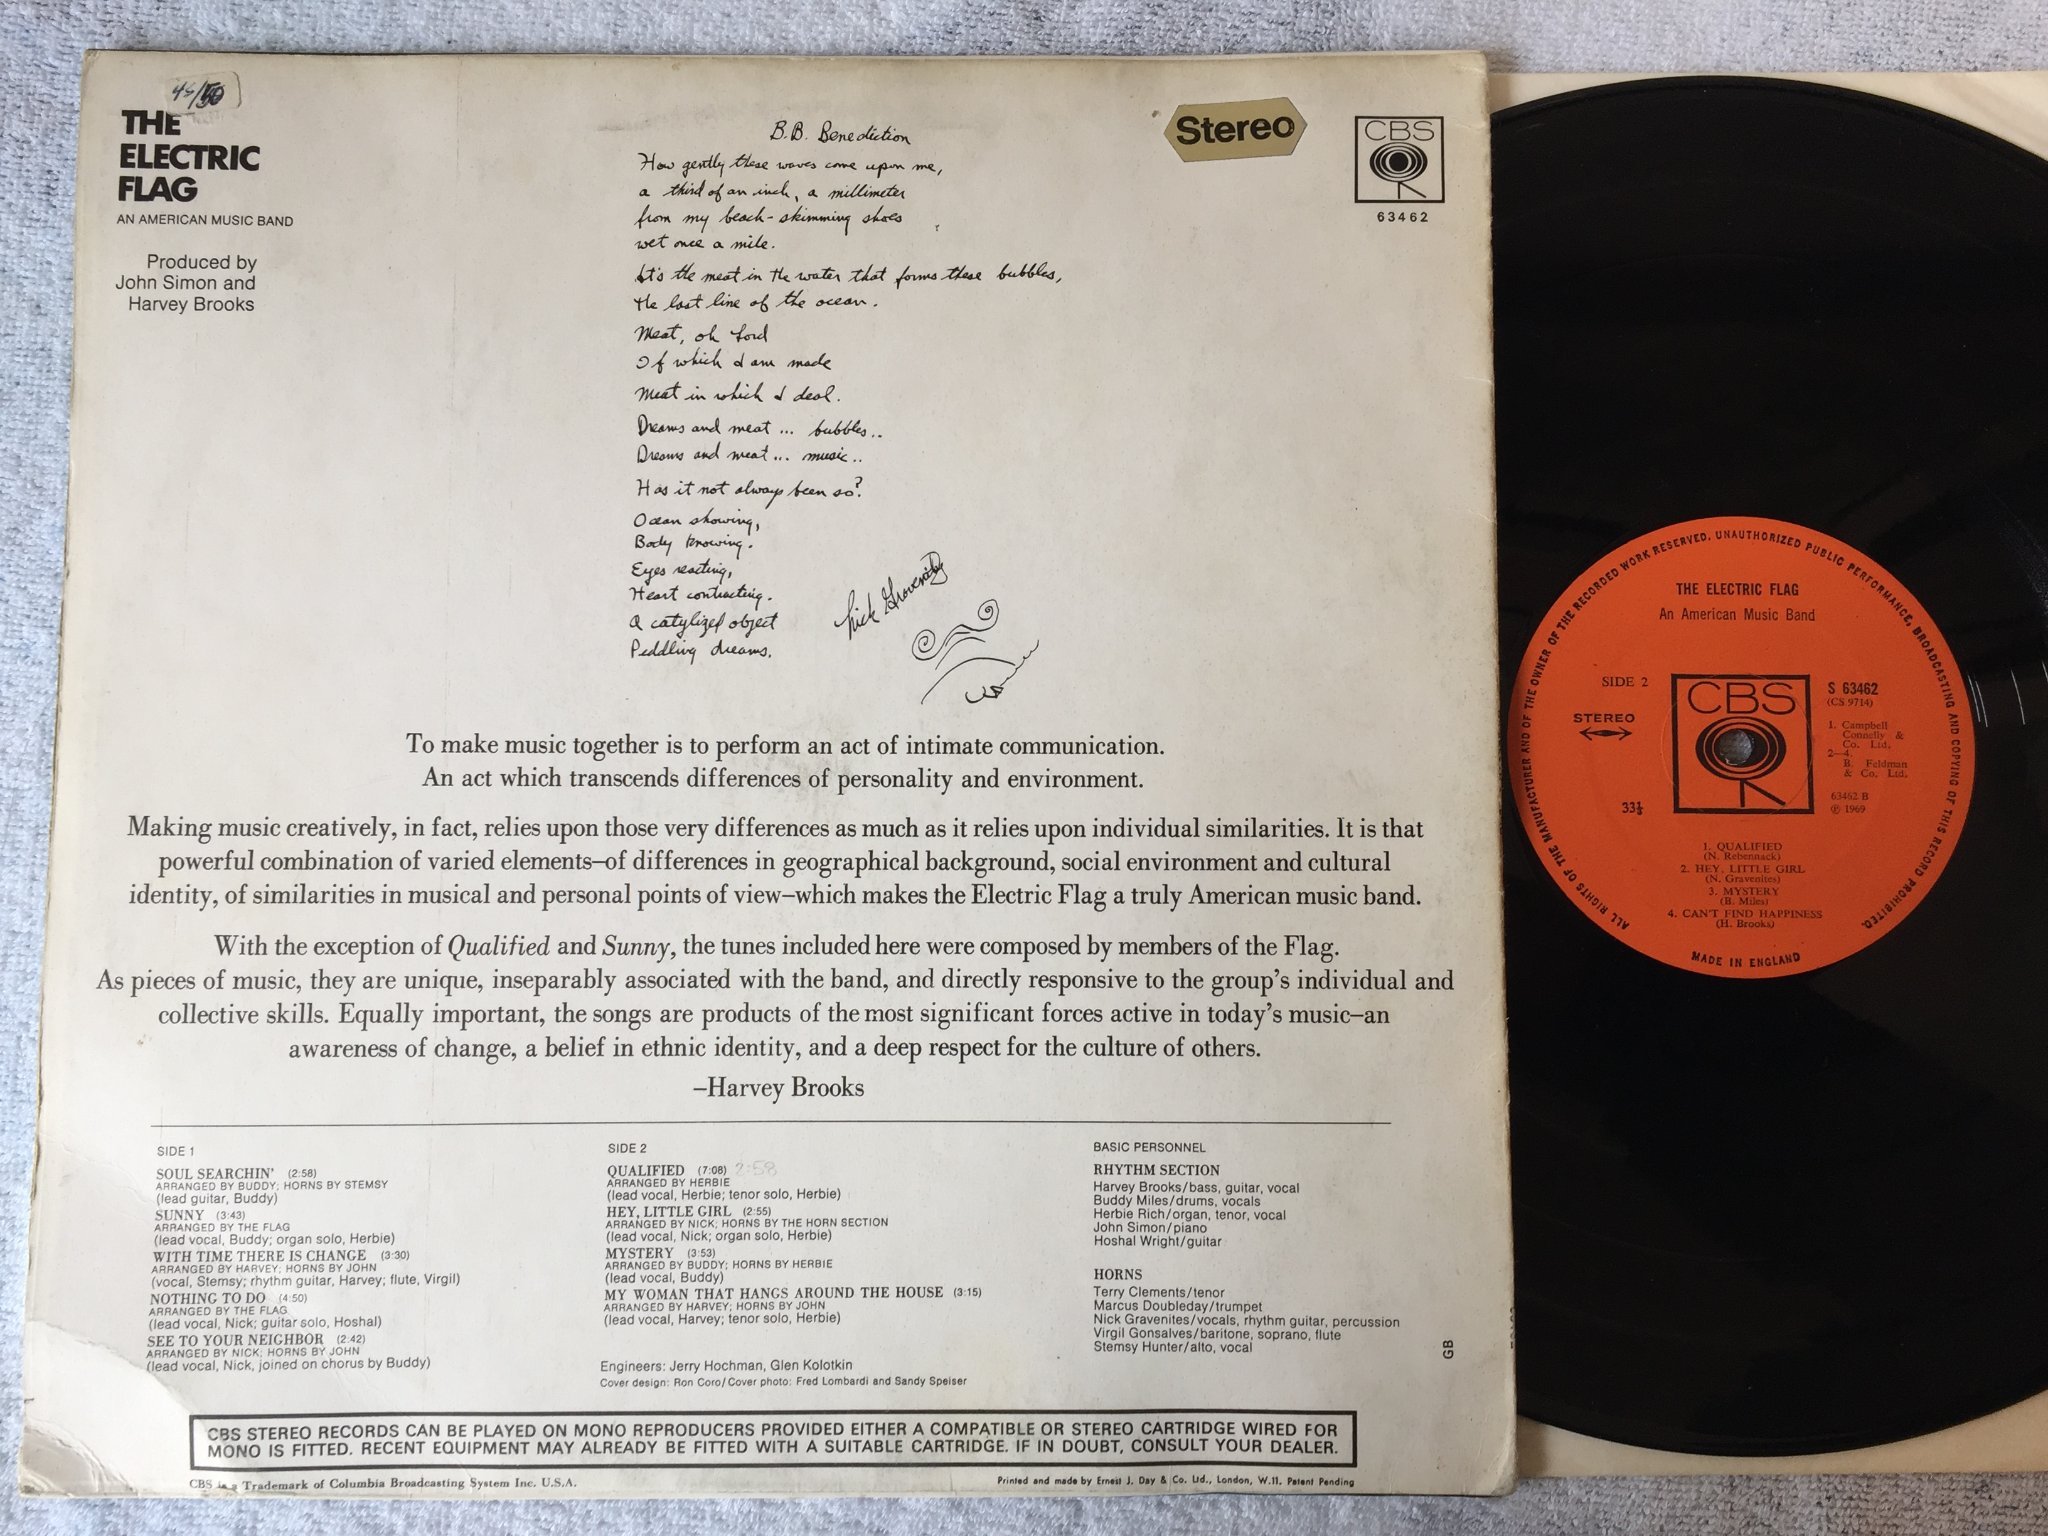 45/50
THE
ELECTRIC
FLAG
AN AMERICAN MUSIC BAND
Produced by
John Simon and
Harvey Brooks
B.B. Benediction
How gently these waves come upon me,
a third of an inch, a millimeter
from my beach-skimming shoes
wet once a mile.
It's the meat in the water that forms these bubbles,
the last line of the ocean.
Meat, oh Lord
Of which I am made
Meat in which I deal.
Dreams and meat... bubbles..
Dreams and meat... music..
Has it not always been so?
Ocean showing,
Body knowing.
Eyes reacting,
Heart contracting.
A catylized object
Peddling dreams.
Nick Gravenites
Stereo
CBS
63462
To make music together is to perform an act of intimate communication.
An act which transcends differences of personality and environment.
Making music creatively, in fact, relies upon those very differences as much as it relies upon individual similarities. It is that
powerful combination of varied elements—of differences in geographical background, social environment and cultural
identity, of similarities in musical and personal points of view—which makes the Electric Flag a truly American music band.
With the exception of Qualified and Sunny, the tunes included here were composed by members of the Flag.
As pieces of music, they are unique, inseparably associated with the band, and directly responsive to the group's individual and
collective skills. Equally important, the songs are products of the most significant forces active in today's music—an
awareness of change, a belief in ethnic identity, and a deep respect for the culture of others.
—Harvey Brooks
SIDE 1
SOUL SEARCHIN' (2:58)
ARRANGED BY BUDDY; HORNS BY STEMSY
(lead guitar, Buddy)
SUNNY (3:43)
ARRANGED BY THE FLAG
(lead vocal, Buddy; organ solo, Herbie)
WITH TIME THERE IS CHANGE (3:30)
ARRANGED BY HARVEY; HORNS BY JOHN
(vocal, Stemsy; rhythm guitar, Harvey; flute, Virgil)
NOTHING TO DO (4:50)
ARRANGED BY THE FLAG
(lead vocal, Nick; guitar solo, Hoshal)
SEE TO YOUR NEIGHBOR (2:42)
ARRANGED BY NICK; HORNS BY JOHN
(lead vocal, Nick, joined on chorus by Buddy)
SIDE 2
QUALIFIED (7:08) 2:58
ARRANGED BY HERBIE
(lead vocal, Herbie; tenor solo, Herbie)
HEY, LITTLE GIRL (2:55)
ARRANGED BY NICK; HORNS BY THE HORN SECTION
(lead vocal, Nick; organ solo, Herbie)
MYSTERY (3:53)
ARRANGED BY BUDDY; HORNS BY HERBIE
(lead vocal, Buddy)
MY WOMAN THAT HANGS AROUND THE HOUSE (3:15)
ARRANGED BY HARVEY; HORNS BY JOHN
(lead vocal, Harvey; tenor solo, Herbie)
Engineers: Jerry Hochman, Glen Kolotkin
Cover design: Ron Coro/Cover photo: Fred Lombardi and Sandy Speiser
BASIC PERSONNEL
RHYTHM SECTION
Harvey Brooks/bass, guitar, vocal
Buddy Miles/drums, vocals
Herbie Rich/organ, tenor, vocal
John Simon/piano
Hoshal Wright/guitar
HORNS
Terry Clements/tenor
Marcus Doubleday/trumpet
Nick Gravenites/vocals, rhythm guitar, percussion
Virgil Gonsalves/baritone, soprano, flute
Stemsy Hunter/alto, vocal
GB
CBS STEREO RECORDS CAN BE PLAYED ON MONO REPRODUCERS PROVIDED EITHER A COMPATIBLE OR STEREO CARTRIDGE WIRED FOR
MONO IS FITTED. RECENT EQUIPMENT MAY ALREADY BE FITTED WITH A SUITABLE CARTRIDGE. IF IN DOUBT, CONSULT YOUR DEALER.
CBS is a Trademark of Columbia Broadcasting System Inc. U.S.A.
Printed and made by Ernest J. Day & Co. Ltd., London, W.11. Patent Pending
ALL RIGHTS OF THE MANUFACTURER AND OF THE OWNER OF THE RECORDED WORK RESERVED. UNAUTHORIZED PUBLIC PERFORMANCE, BROADCASTING AND COPYING OF THIS RECORD PROHIBITED.
THE ELECTRIC FLAG
An American Music Band
SIDE 2
STEREO
33⅓
CBS
S 63462
(CS 9714)
1. Campbell
Connelly &
Co. Ltd.
2—4.
B. Feldman
& Co. Ltd.
63462 B
℗ 1969
1. QUALIFIED
(N. Rebennack)
2. HEY, LITTLE GIRL
(N. Gravenites)
3. MYSTERY
(B. Miles)
4. CAN'T FIND HAPPINESS
(H. Brooks)
MADE IN ENGLAND